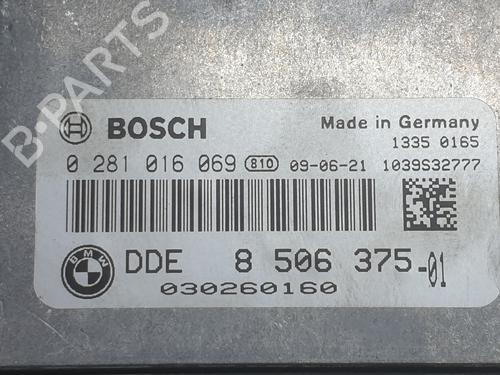 B-PARTS
BOSCH
Made in Germany
1335 0165
0 281 016 069 810 09-06-21 1039S32777
BMW DDE 8 506 375-01
030260160